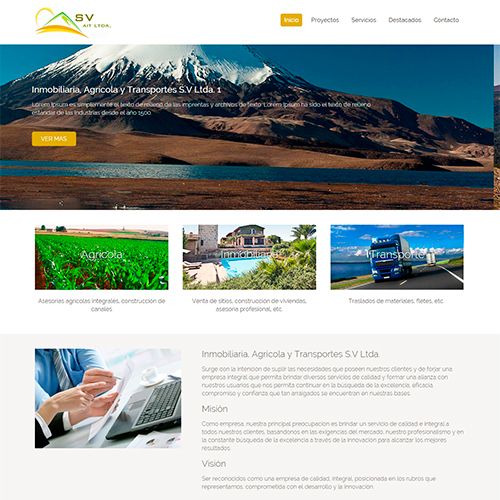 SV
AIT LTDA.
Inicio Proyectos Servicios Destacados Contacto
Inmobiliaria, Agricola y Transportes S.V Ltda. 1
Lorem Ipsum es simplemente el texto de relleno de las imprentas y archivos de texto. Lorem Ipsum ha sido el texto de relleno
estándar de las industrias desde el año 1500.
VER MAS
Agricola Inmobiliaria Transporte
Asesorias agricolas integrales, construccion de
canales.
Venta de sitios, construcion de viviendas,
asesoria profesional, etc.
Traslados de materiales, fletes, etc
Inmobiliaria, Agricola y Transportes S.V Ltda.
Surge don la intención de suplir las necesidades que poseen nuestros clientes y de forjar una
empresa integral que permita brindar diversos servicios de calidad y formar una alianza con
nuestros usuarios que nos permita continuar en la busqueda de la excelencia, eficacia
compromiso y confianza que tan arraigados se encuentran en nuestras bases.
Misión
Como empresa, nuestra principal preocupacion es brindar un servicio de calidad e integral a
todos nuestros clientes, basandonos en las exigencias del mercado, nuestro profesionalismo y en
la constante búsqueda de la excelencia a través de la innovación para alcanzar los mejores
resultados.
Visión
Ser reconocidos como una empresa de calidad, integral, posicionada en los rubros que
representamos, comprometida con el desarrollo y la innovacion.